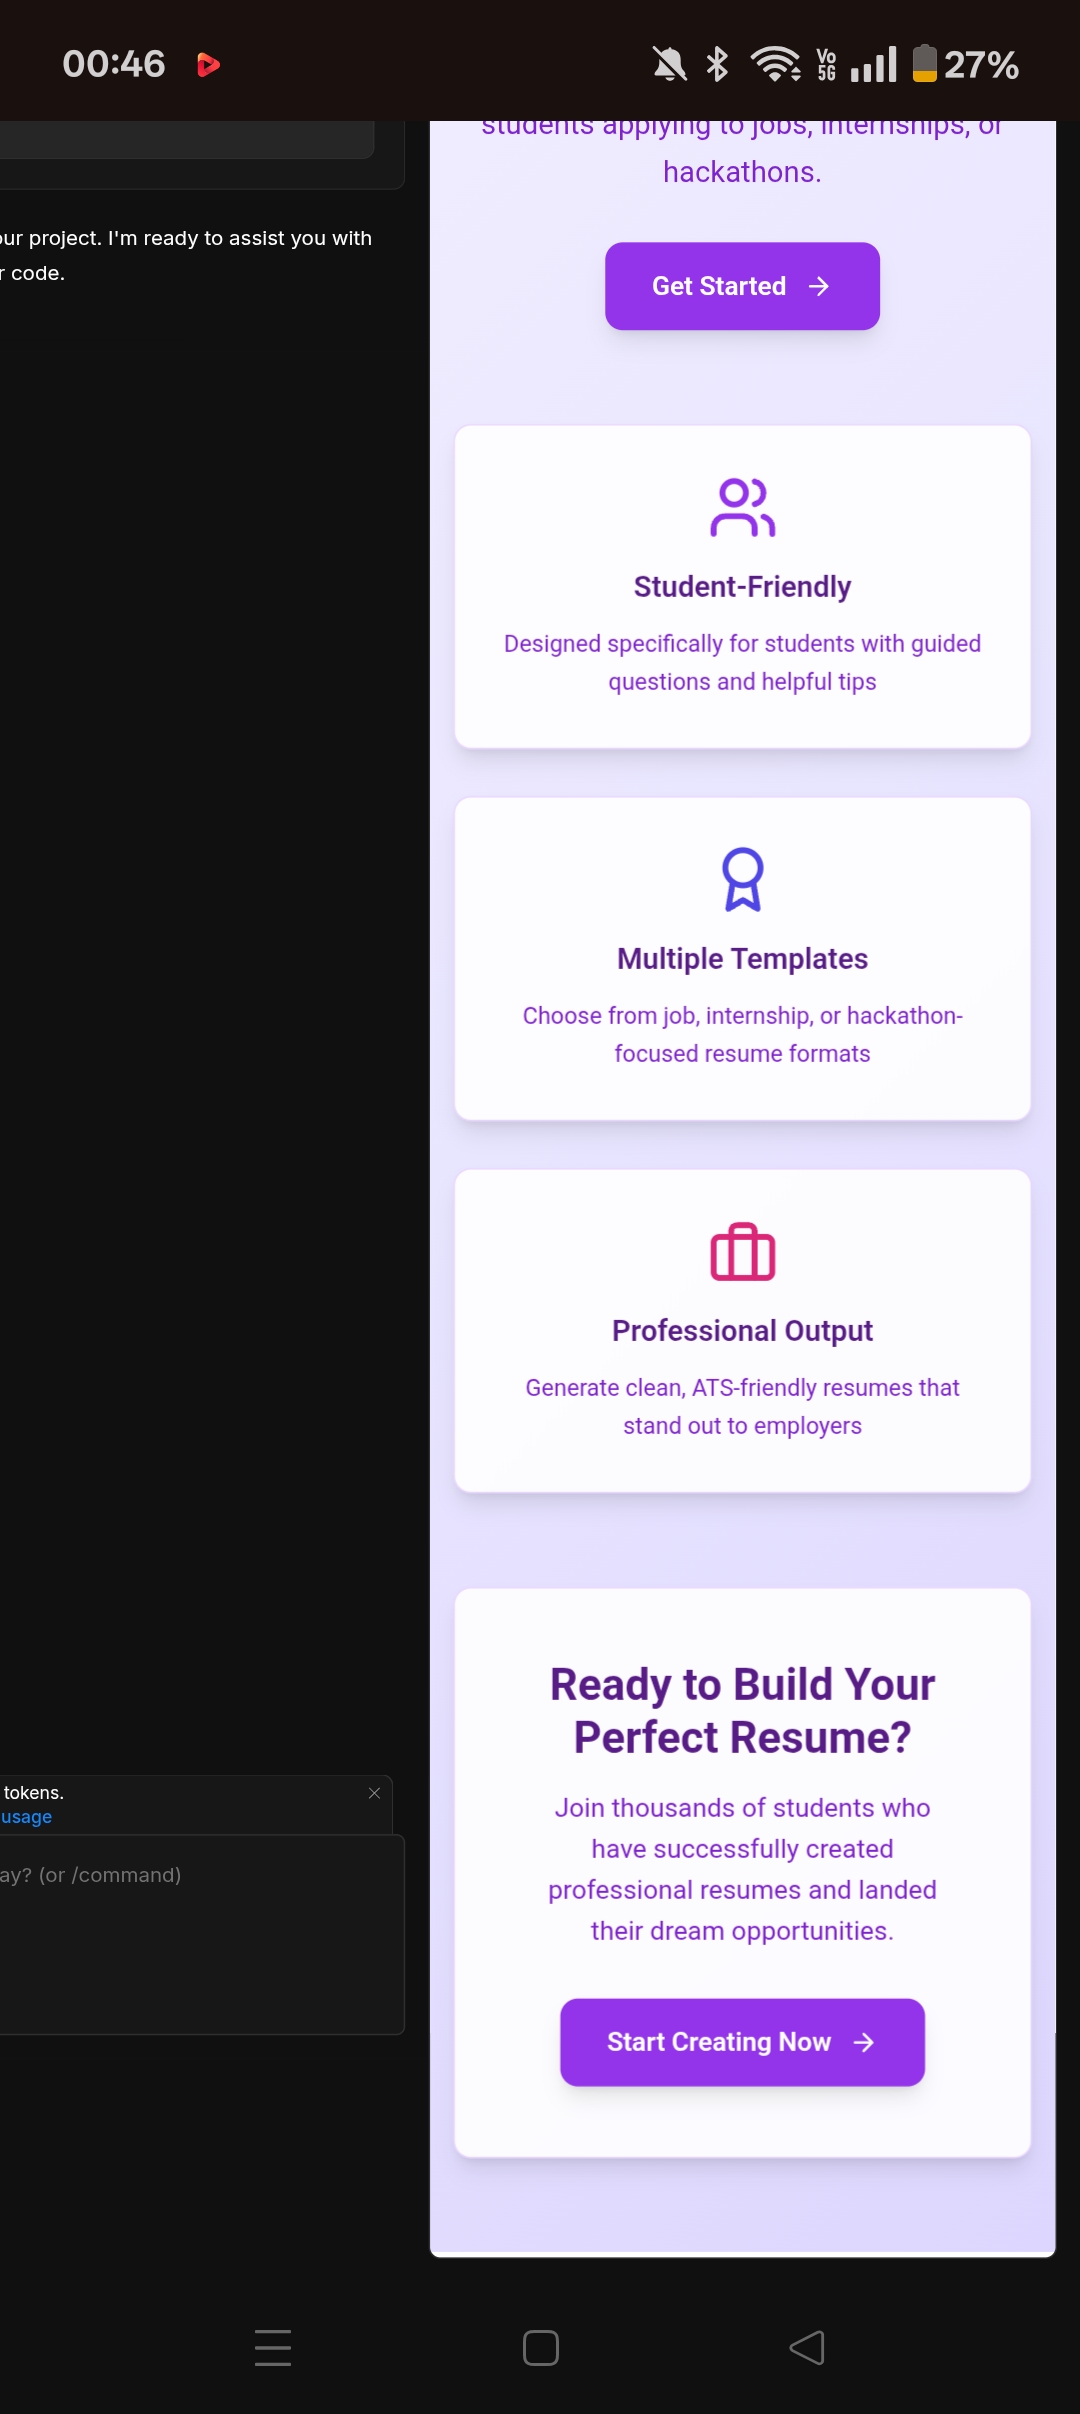 00:46
Vo
5G
27%
our project. I'm ready to assist you with
r code.
tokens.
usage
ay? (or /command)
students applying to jobs, internships, or
hackathons.
Get Started
Student-Friendly
Designed specifically for students with guided
questions and helpful tips
Multiple Templates
Choose from job, internship, or hackathon-
focused resume formats
Professional Output
Generate clean, ATS-friendly resumes that
stand out to employers
Ready to Build Your
Perfect Resume?
Join thousands of students who
have successfully created
professional resumes and landed
their dream opportunities.
Start Creating Now